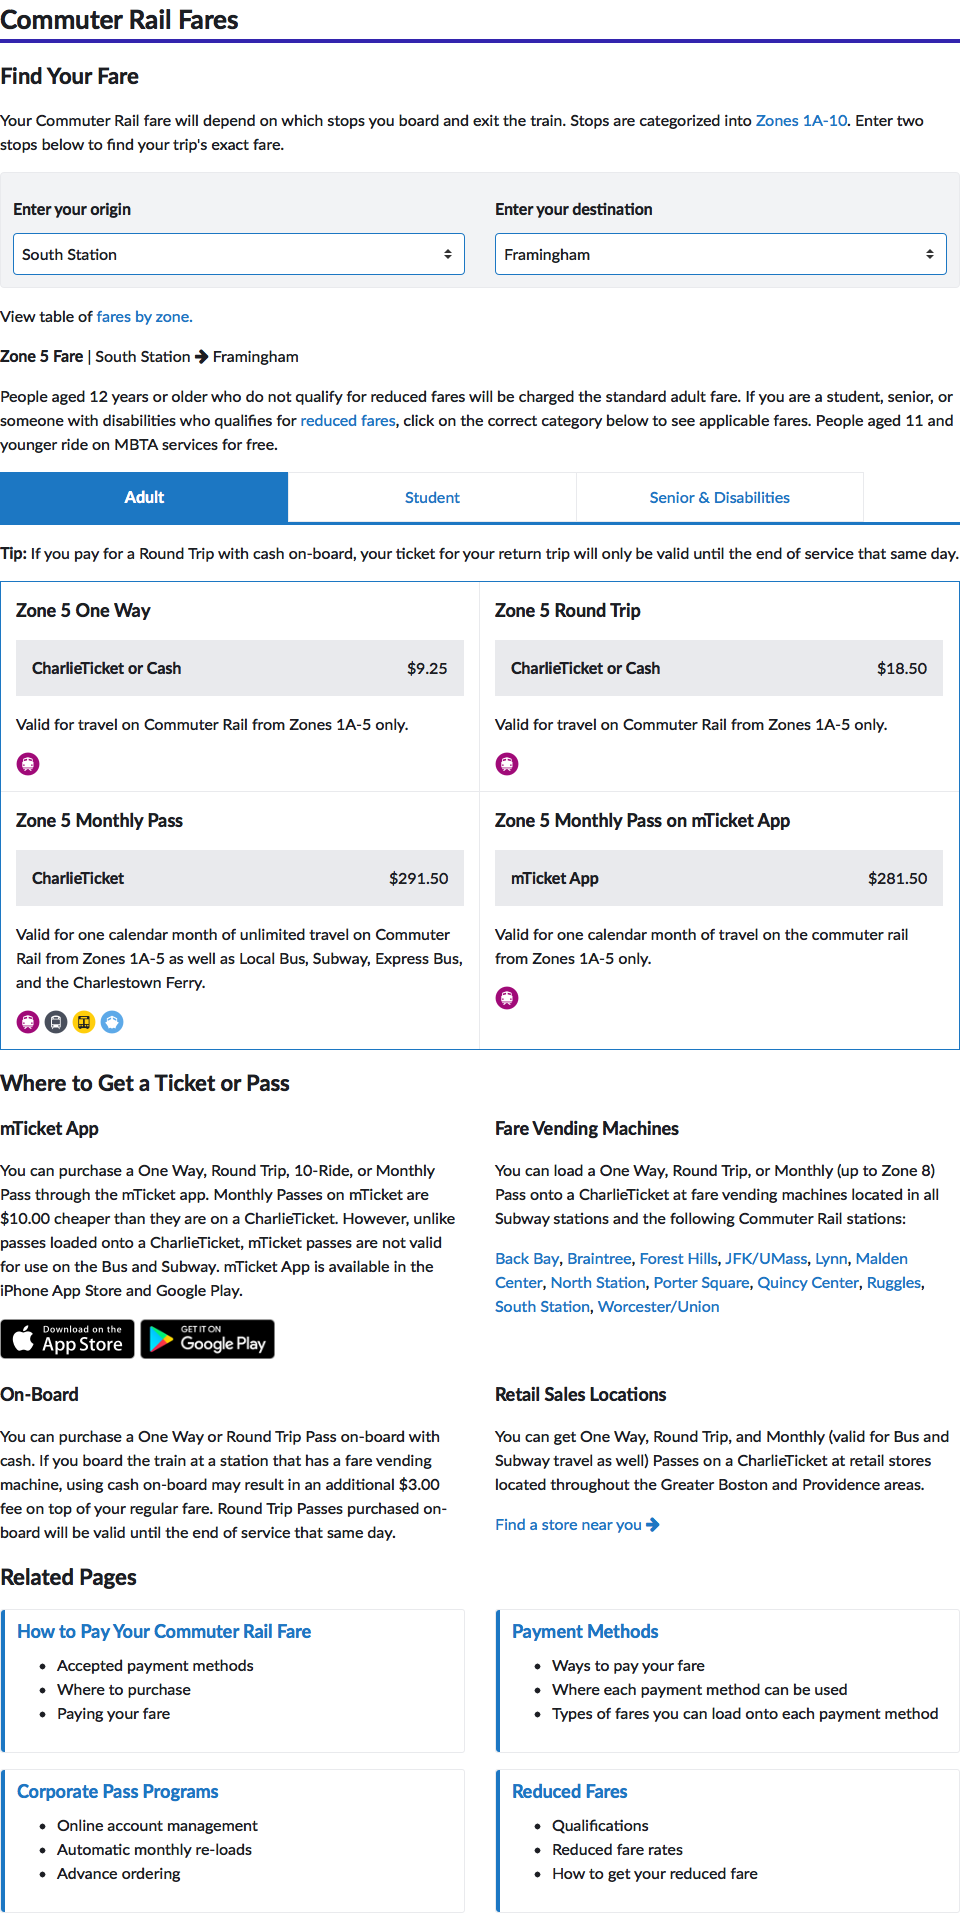 Commuter Rail Fares
Find Your Fare
Your Commuter Rail fare will depend on which stops you board and exit the train. Stops are categorized into Zones 1A-10. Enter two
stops below to find your trip's exact fare.
Enter your origin
South Station
Enter your destination
Framingham
View table of fares by zone.
Zone 5 Fare | South Station → Framingham
People aged 12 years or older who do not qualify for reduced fares will be charged the standard adult fare. If you are a student, senior, or
someone with disabilities who qualifies for reduced fares, click on the correct category below to see applicable fares. People aged 11 and
younger ride on MBTA services for free.
Adult
Student
Senior & Disabilities
Tip: If you pay for a Round Trip with cash on-board, your ticket for your return trip will only be valid until the end of service that same day.
Zone 5 One Way
CharlieTicket or Cash $9.25
Valid for travel on Commuter Rail from Zones 1A-5 only.
Zone 5 Round Trip
CharlieTicket or Cash $18.50
Valid for travel on Commuter Rail from Zones 1A-5 only.
Zone 5 Monthly Pass
CharlieTicket $291.50
Valid for one calendar month of unlimited travel on Commuter
Rail from Zones 1A-5 as well as Local Bus, Subway, Express Bus,
and the Charlestown Ferry.
Zone 5 Monthly Pass on mTicket App
mTicket App $281.50
Valid for one calendar month of travel on the commuter rail
from Zones 1A-5 only.
Where to Get a Ticket or Pass
mTicket App
You can purchase a One Way, Round Trip, 10-Ride, or Monthly
Pass through the mTicket app. Monthly Passes on mTicket are
$10.00 cheaper than they are on a CharlieTicket. However, unlike
passes loaded onto a CharlieTicket, mTicket passes are not valid
for use on the Bus and Subway. mTicket App is available in the
iPhone App Store and Google Play.
Download on the
App Store
GET IT ON
Google Play
Fare Vending Machines
You can load a One Way, Round Trip, or Monthly (up to Zone 8)
Pass onto a CharlieTicket at fare vending machines located in all
Subway stations and the following Commuter Rail stations:
Back Bay, Braintree, Forest Hills, JFK/UMass, Lynn, Malden
Center, North Station, Porter Square, Quincy Center, Ruggles,
South Station, Worcester/Union
On-Board
You can purchase a One Way or Round Trip Pass on-board with
cash. If you board the train at a station that has a fare vending
machine, using cash on-board may result in an additional $3.00
fee on top of your regular fare. Round Trip Passes purchased on-
board will be valid until the end of service that same day.
Retail Sales Locations
You can get One Way, Round Trip, and Monthly (valid for Bus and
Subway travel as well) Passes on a CharlieTicket at retail stores
located throughout the Greater Boston and Providence areas.
Find a store near you →
Related Pages
How to Pay Your Commuter Rail Fare
• Accepted payment methods
• Where to purchase
• Paying your fare
Payment Methods
• Ways to pay your fare
• Where each payment method can be used
• Types of fares you can load onto each payment method
Corporate Pass Programs
• Online account management
• Automatic monthly re-loads
• Advance ordering
Reduced Fares
• Qualifications
• Reduced fare rates
• How to get your reduced fare